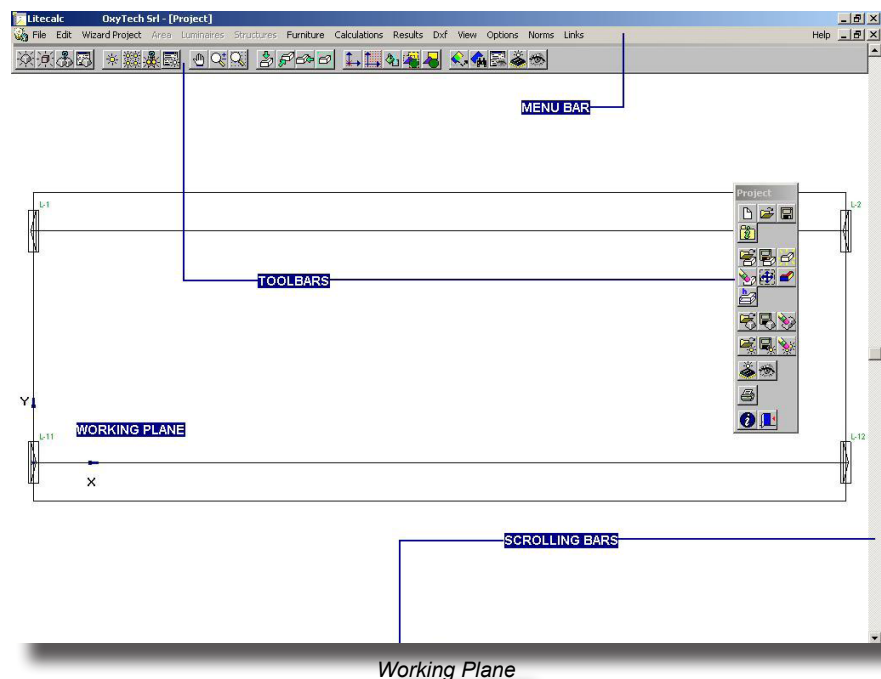 Litecalc OxyTech Srl - [Project]
File Edit Wizard Project Area Luminaires Structures Furniture Calculations Results Dxf View Options Norms Links Help
MENU BAR
Project
L-1
L-2
TOOLBARS
h
Y
WORKING PLANE
L-11
L-12
X
SCROLLING BARS
Working Plane